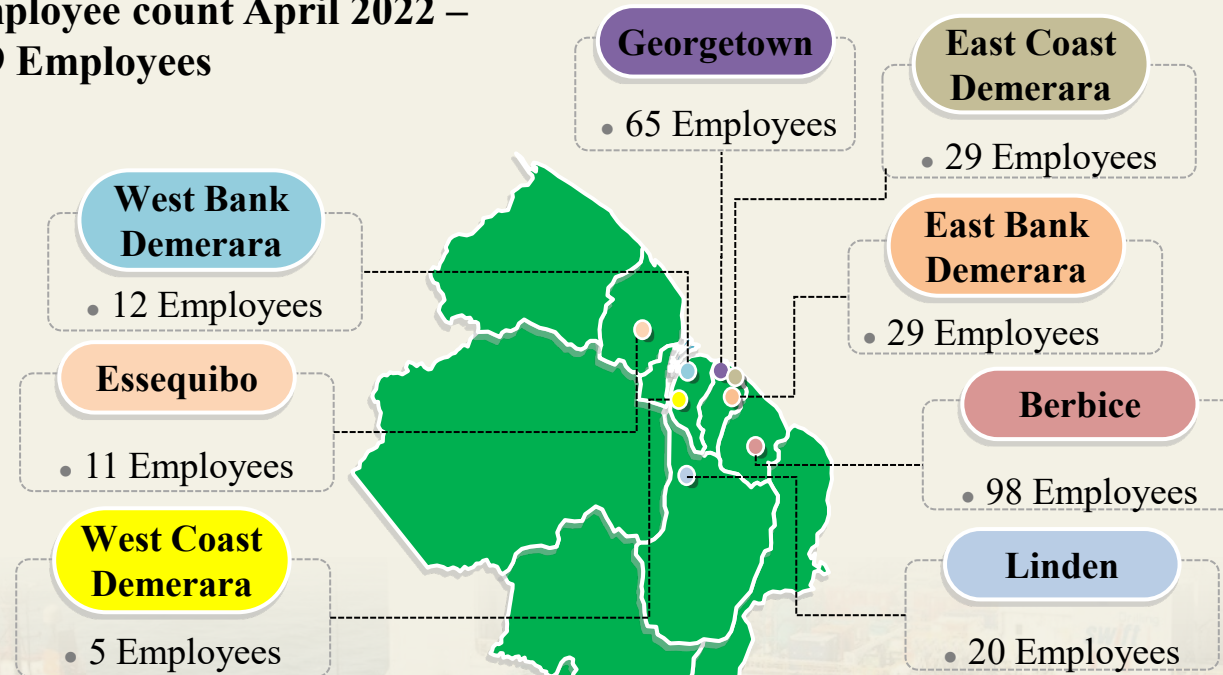 ployee count April 2022 –
Employees
Georgetown
• 65 Employees
East Coast
Demerara
• 29 Employees
West Bank
Demerara
• 12 Employees
East Bank
Demerara
• 29 Employees
Essequibo
• 11 Employees
Berbice
• 98 Employees
West Coast
Demerara
• 5 Employees
Linden
• 20 Employees